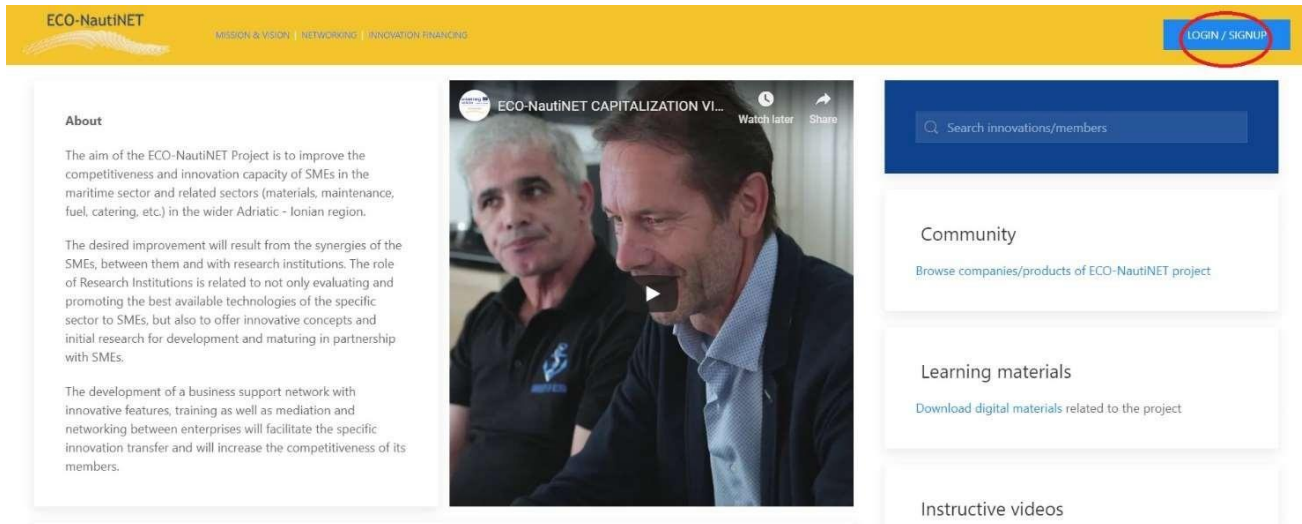 ECO-NautiNET
MISSION & VISION | NETWORKING | INNOVATION FINANCING
LOGIN / SIGNUP
About
The aim of the ECO-NautiNET Project is to improve the
competitiveness and innovation capacity of SMEs in the
maritime sector and related sectors (materials, maintenance,
fuel, catering, etc.) in the wider Adriatic - Ionian region.
The desired improvement will result from the synergies of the
SMEs, between them and with research institutions. The role
of Research Institutions is related to not only evaluating and
promoting the best available technologies of the specific
sector to SMEs, but also to offer innovative concepts and
initial research for development and maturing in partnership
with SMEs.
The development of a business support network with
innovative features, training as well as mediation and
networking between enterprises will facilitate the specific
innovation transfer and will increase the competitiveness of its
members.
ECO-NautiNET CAPITALIZATION VI...
Watch later
Share
Search innovations/members
Community
Browse companies/products of ECO-NautiNET project
Learning materials
Download digital materials related to the project
Instructive videos